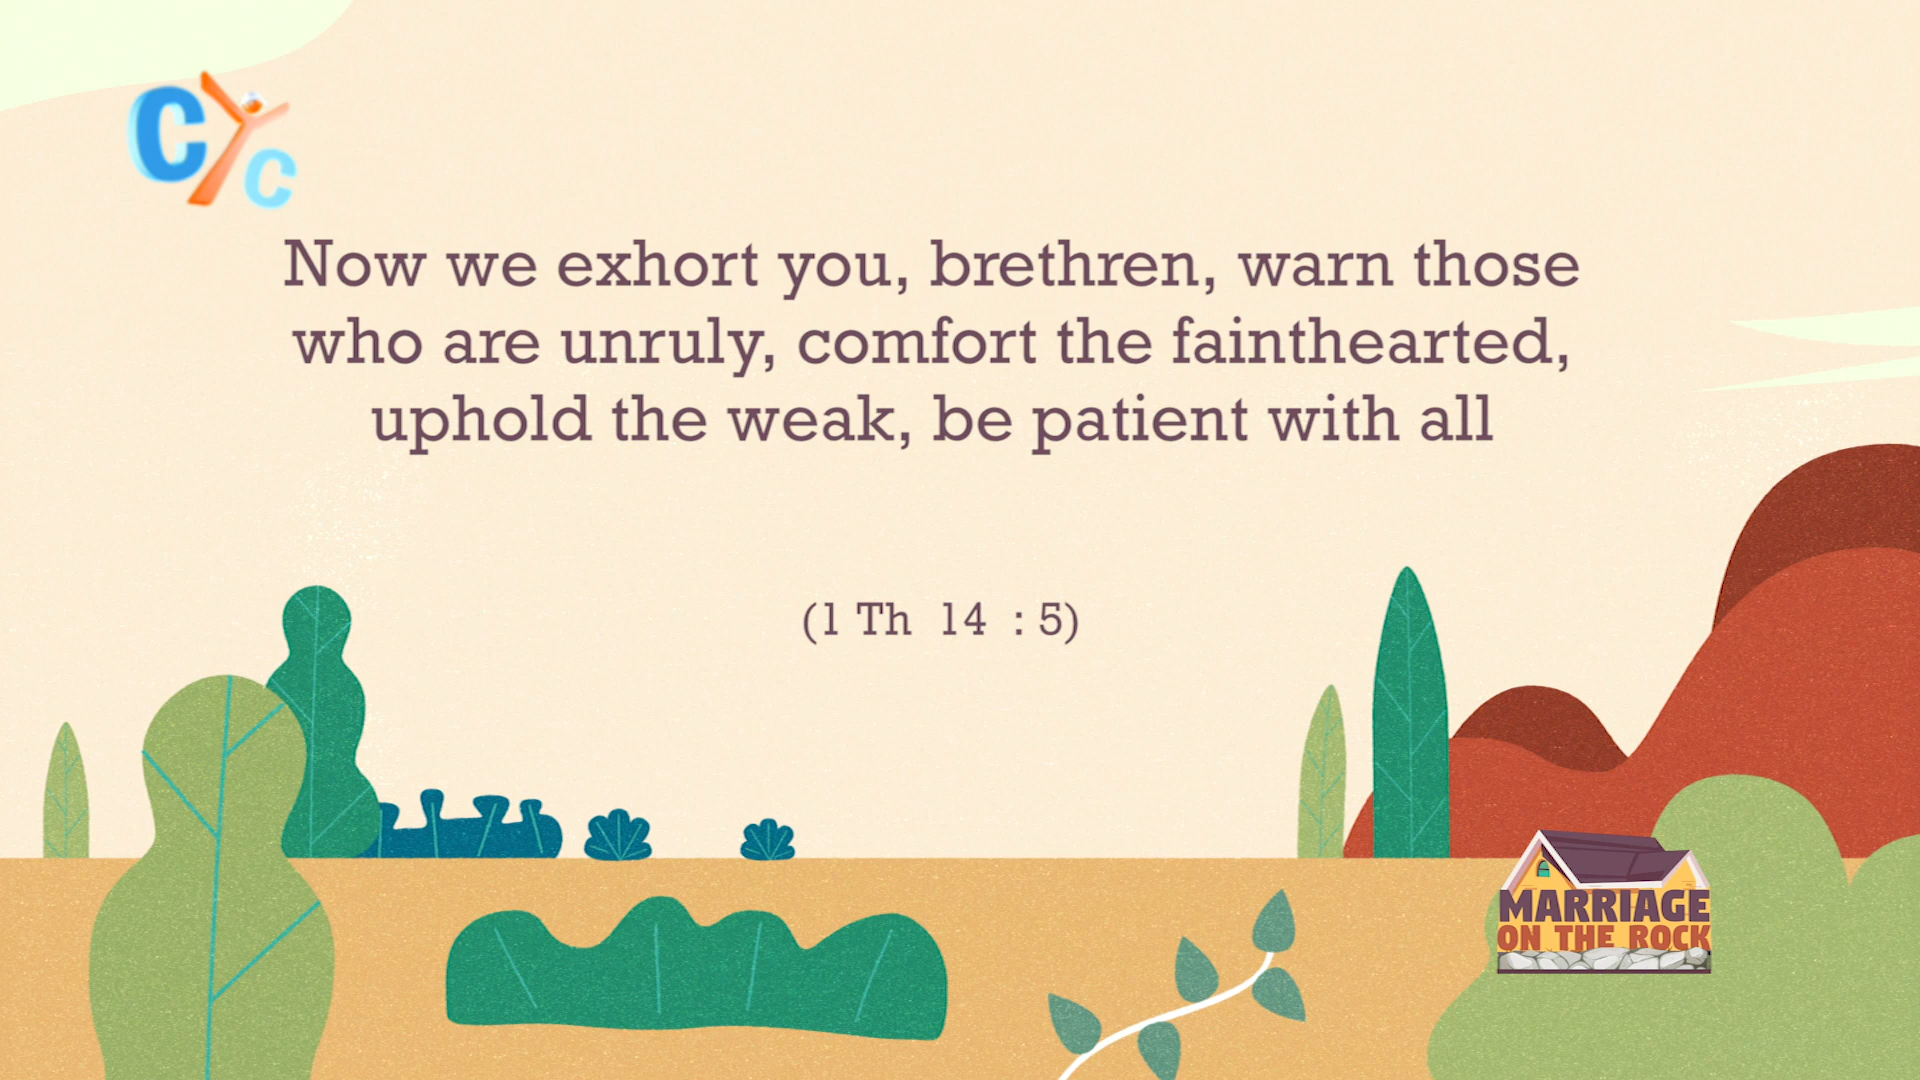 CYC
Now we exhort you, brethren, warn those
who are unruly, comfort the fainthearted,
uphold the weak, be patient with all
(1 Th 14 : 5)
MARRIAGE
ON THE ROCK